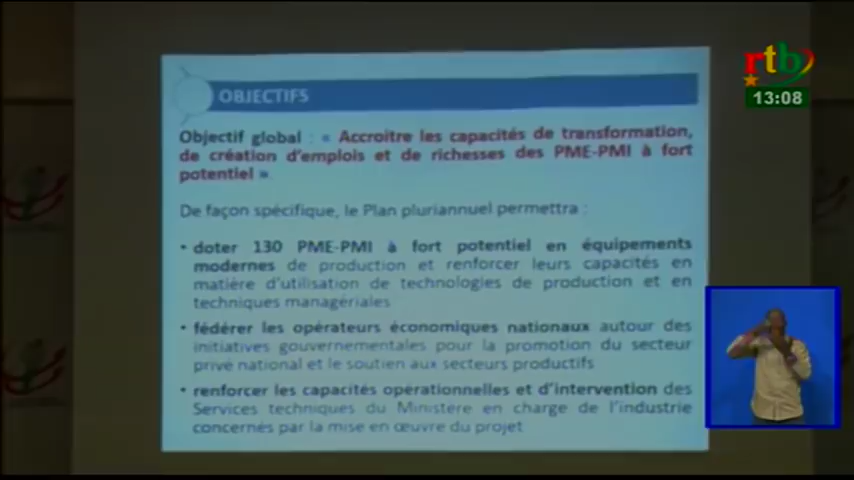 rtb
13:08
OBJECTIFS
Objectif global : « Accroitre les capacités de transformation,
de création d'emplois et de richesses des PME-PMI à fort
potentiel »
De façon spécifique, le Plan pluriannuel permettra :
• doter 130 PME-PMI à fort potentiel en équipements
modernes de production et renforcer leurs capacités en
matière d'utilisation de technologies de production et en
techniques managériales
• fédérer les opérateurs économiques nationaux autour des
initiatives gouvernementales pour la promotion du secteur
privé national et le soutien aux secteurs productifs
• renforcer les capacités opérationnelles et d'intervention des
Services techniques du Ministere en charge de l'industrie
concernés par la mise en œuvre du projet